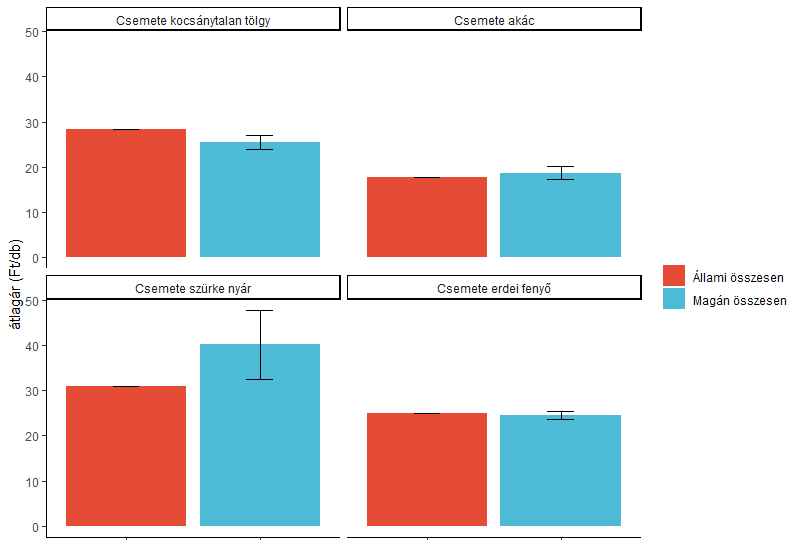 Csemete kocsánytalan tölgy
Csemete akác
50
40
30
20
10
0
Csemete szürke nyár
Csemete erdei fenyő
50
40
30
20
10
0
átlagár (Ft/db)
Állami összesen
Magán összesen